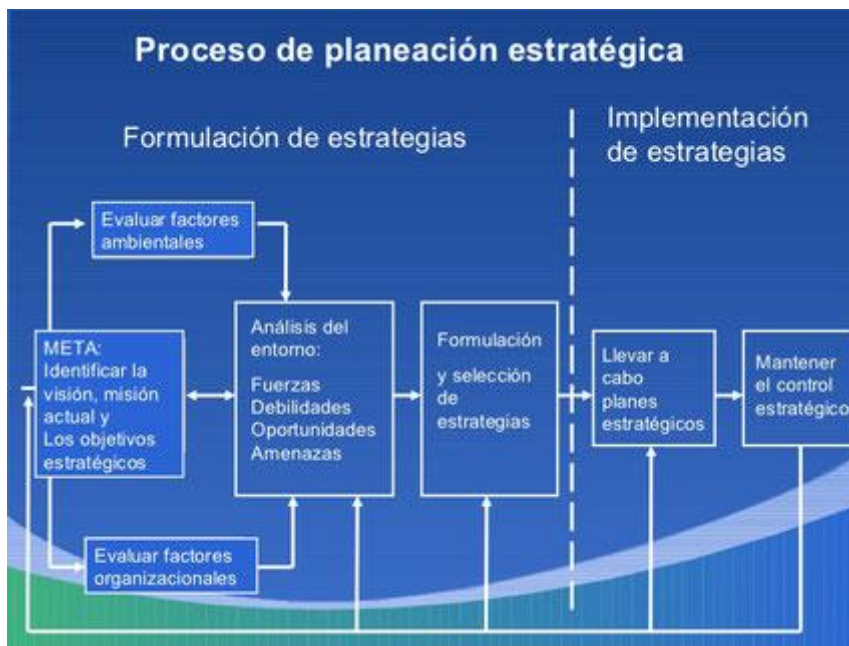 Proceso de planeación estratégica
Formulación de estrategias
Implementación
de estrategias
Evaluar factores
ambientales
META:
Identificar la
visión, misión
actual y
Los objetivos
estratégicos
Análisis del
entorno:
Fuerzas
Debilidades
Oportunidades
Amenazas
Formulación
y selección
de
estrategias
Llevar a
cabo
planes
estratégicos
Mantener
el control
estratégico
Evaluar factores
organizacionales